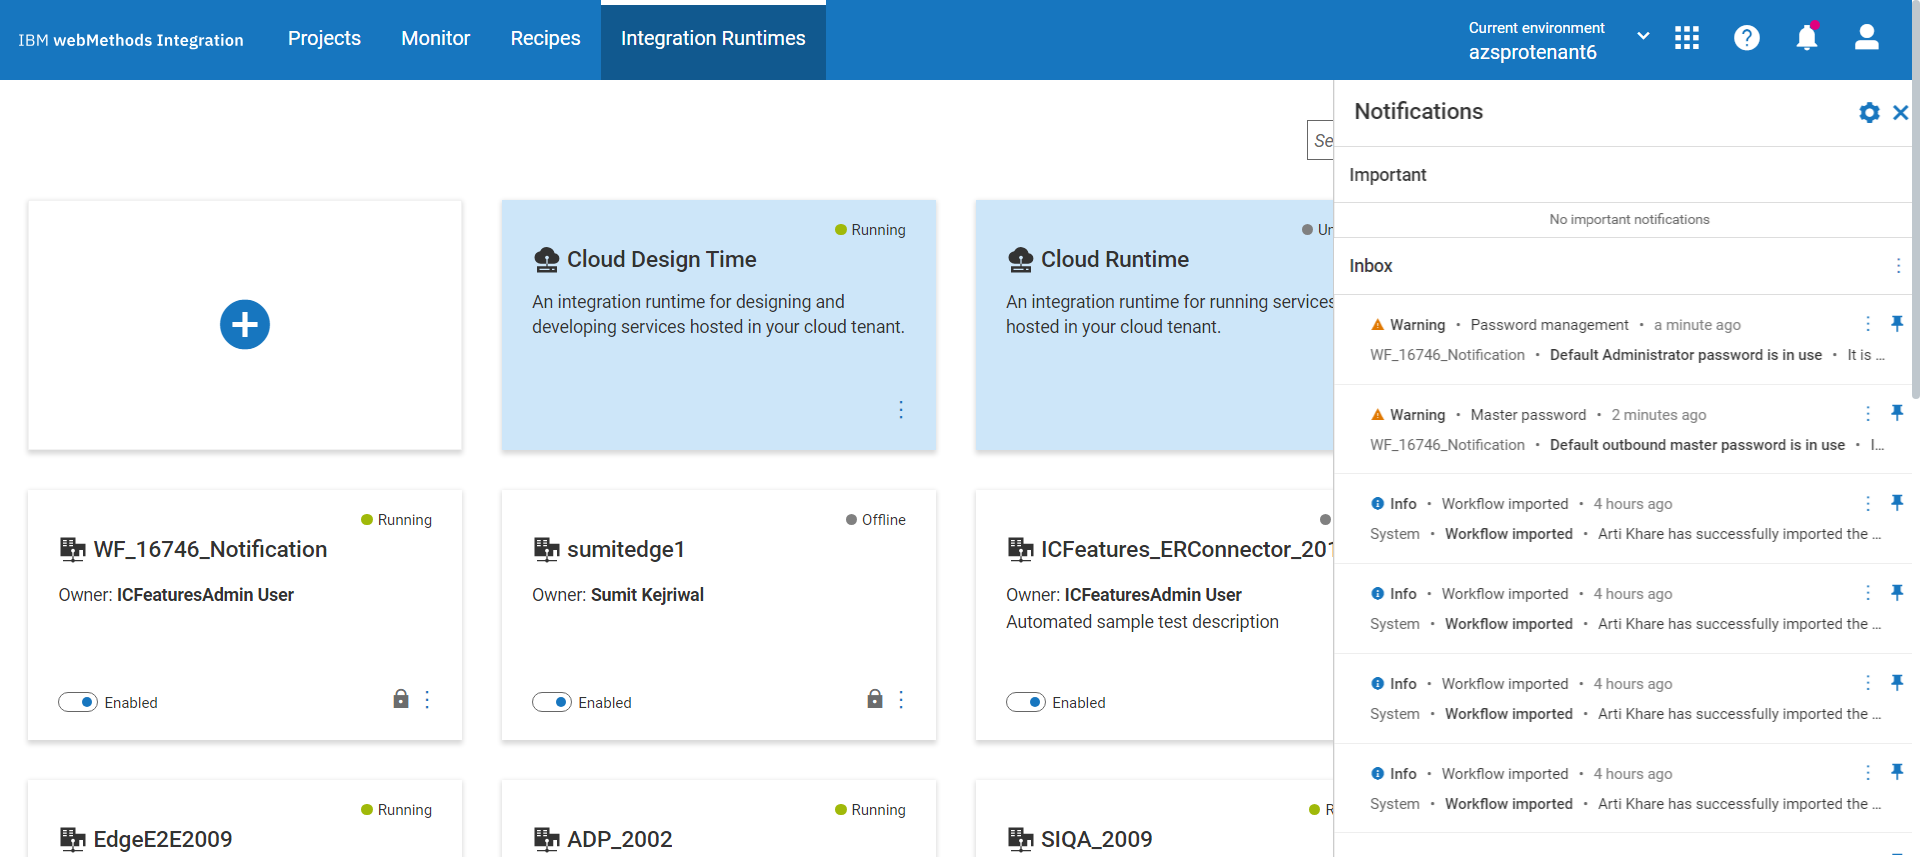 IBM webMethods Integration
Projects
Monitor
Recipes
Integration Runtimes
Current environment
azsprotenant6
Se
Running
Cloud Design Time
An integration runtime for designing and
developing services hosted in your cloud tenant.
Un
Cloud Runtime
An integration runtime for running services
hosted in your cloud tenant.
Running
WF_16746_Notification
Owner: ICFeaturesAdmin User
Enabled
Offline
sumitedge1
Owner: Sumit Kejriwal
Enabled
ICFeatures_ERConnector_201
Owner: ICFeaturesAdmin User
Automated sample test description
Enabled
Running
EdgeE2E2009
Running
ADP_2002
R
SIQA_2009
Notifications
Important
No important notifications
Inbox
Warning • Password management • a minute ago
WF_16746_Notification • Default Administrator password is in use • It is ...
Warning • Master password • 2 minutes ago
WF_16746_Notification • Default outbound master password is in use • I...
Info • Workflow imported • 4 hours ago
System • Workflow imported • Arti Khare has successfully imported the ...
Info • Workflow imported • 4 hours ago
System • Workflow imported • Arti Khare has successfully imported the ...
Info • Workflow imported • 4 hours ago
System • Workflow imported • Arti Khare has successfully imported the ...
Info • Workflow imported • 4 hours ago
System • Workflow imported • Arti Khare has successfully imported the ...